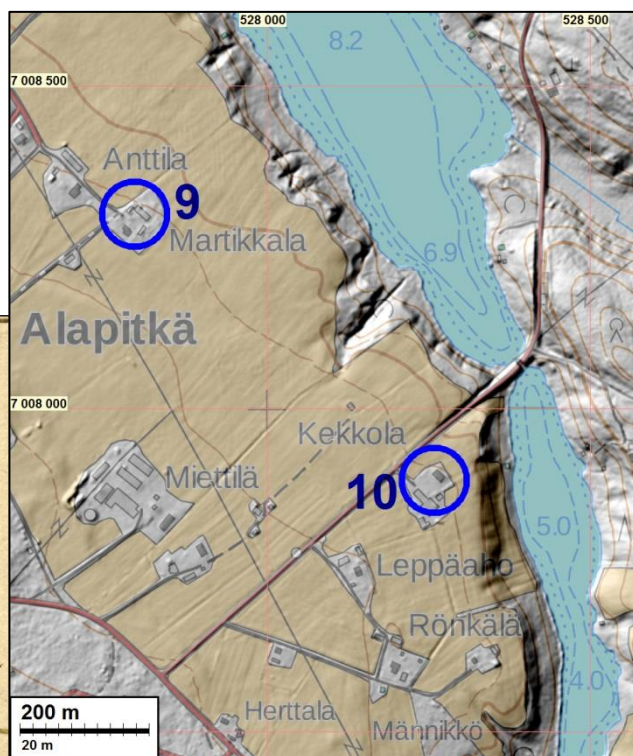 528 000
528 500
8.2
7 008 500
Anttila
9
Martikkala
6.9
Alapitkä
7 008 000
Kekkola
Miettilä
10
5.0
Leppäaho
Rönkälä
4.0
200 m
20 m
Herttala
Männikkö